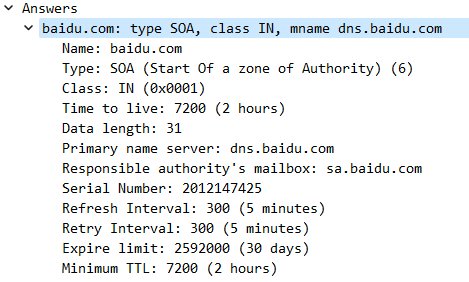 Answers
baidu.com: type SOA, class IN, mname dns.baidu.com
Name: baidu.com
Type: SOA (Start Of a zone of Authority) (6)
Class: IN (0x0001)
Time to live: 7200 (2 hours)
Data length: 31
Primary name server: dns.baidu.com
Responsible authority's mailbox: sa.baidu.com
Serial Number: 2012147425
Refresh Interval: 300 (5 minutes)
Retry Interval: 300 (5 minutes)
Expire limit: 2592000 (30 days)
Minimum TTL: 7200 (2 hours)